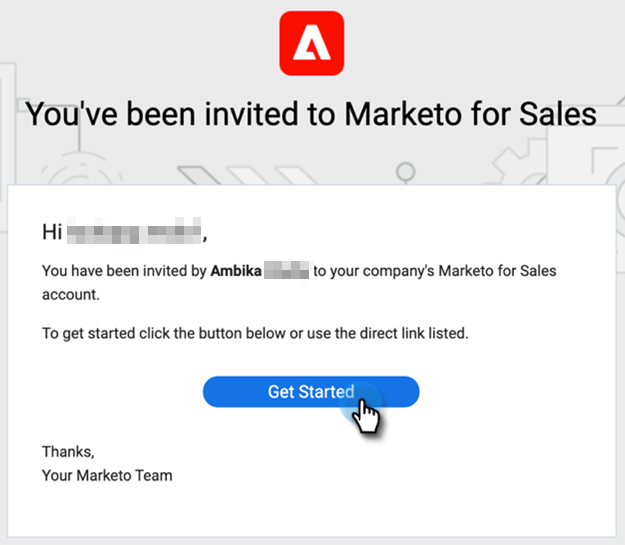 You've been invited to Marketo for Sales
Hi ,
You have been invited by Ambika to your company's Marketo for Sales
account.
To get started click the button below or use the direct link listed.
Get Started
Thanks,
Your Marketo Team